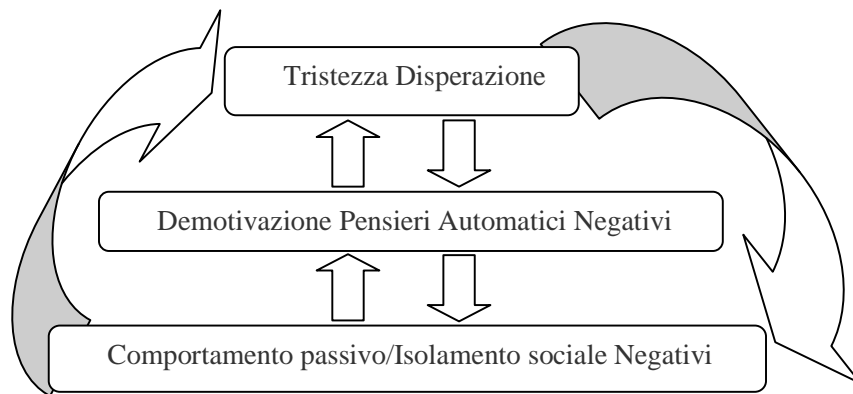 Tristezza Disperazione
Demotivazione Pensieri Automatici Negativi
Comportamento passivo/Isolamento sociale Negativi